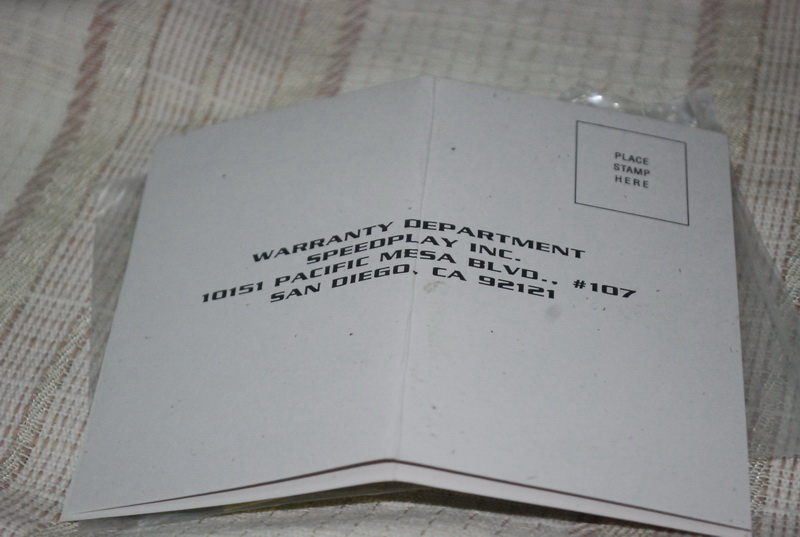 PLACE
STAMP
HERE
WARRANTY DEPARTMENT
SPEEDPLAY INC.
10151 PACIFIC MESA BLVD., #107
SAN DIEGO, CA 92121